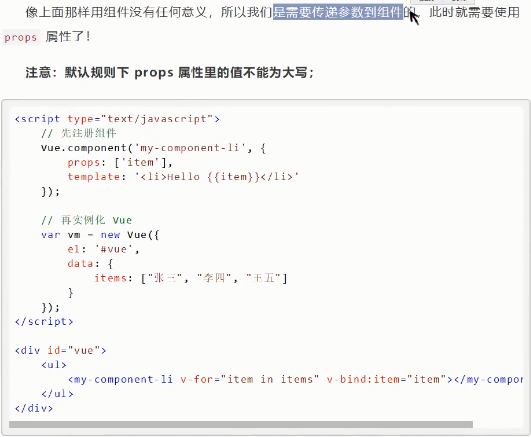 像上面那样用组件没有任何意义，所以我们是需要传递参数到组件的，此时就需要使用
props 属性了！
注意：默认规则下 props 属性里的值不能为大写；
<script type="text/javascript">
    // 先注册组件
    Vue.component('my-component-li', {
        props: ['item'],
        template: '<li>Hello {{item}}</li>'
    });

    // 再实例化 Vue
    var vm = new Vue({
        el: '#vue',
        data: {
            items: ["张三", "李四", "王五"]
        }
    });
</script>

<div id="vue">
    <ul>
        <my-component-li v-for="item in items" v-bind:item="item"></my-compon
    </ul>
</div>